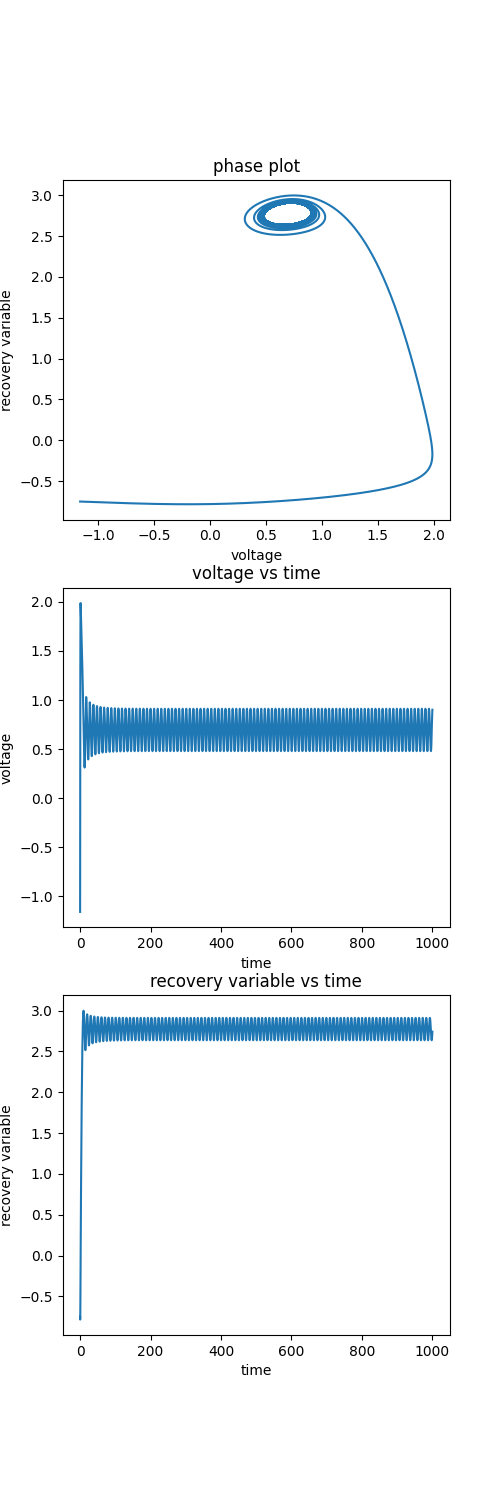 phase plot
3.0
2.5
2.0
1.5
1.0
0.5
0.0
−0.5
recovery variable
−1.0 −0.5 0.0 0.5 1.0 1.5 2.0
voltage
voltage vs time
2.0
1.5
1.0
0.5
0.0
−0.5
−1.0
voltage
0 200 400 600 800 1000
time
recovery variable vs time
3.0
2.5
2.0
1.5
1.0
0.5
0.0
−0.5
recovery variable
0 200 400 600 800 1000
time